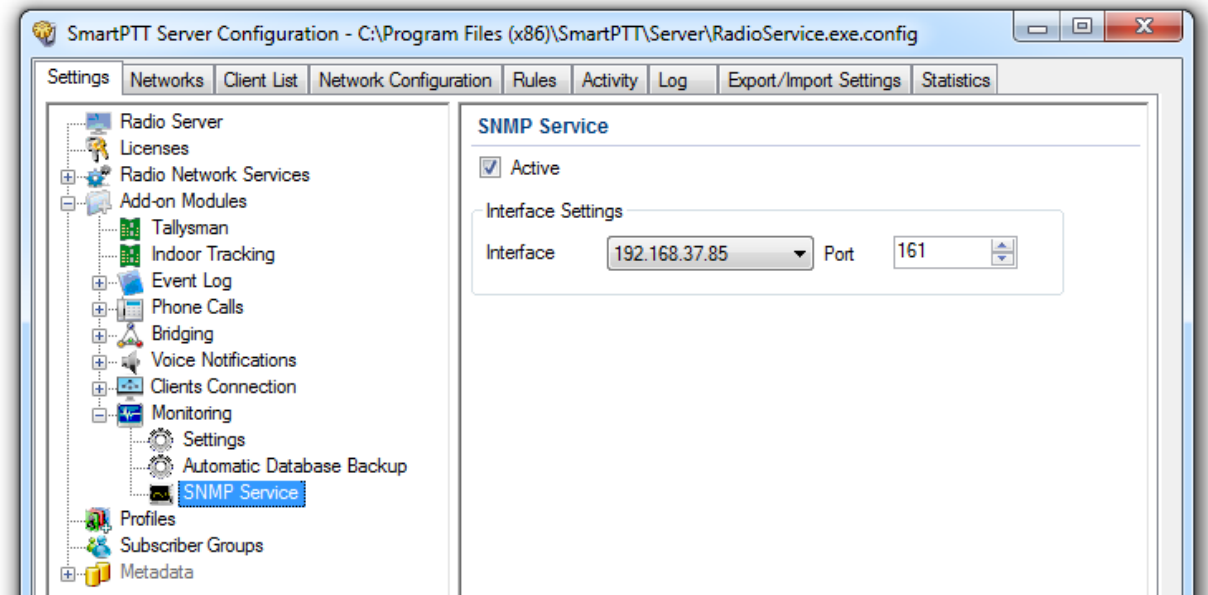 SmartPTT Server Configuration - C:\Program Files (x86)\SmartPTT\Server\RadioService.exe.config
Settings Networks Client List Network Configuration Rules Activity Log Export/Import Settings Statistics
Radio Server
Licenses
Radio Network Services
Add-on Modules
Tallysman
Indoor Tracking
Event Log
Phone Calls
Bridging
Voice Notifications
Clients Connection
Monitoring
Settings
Automatic Database Backup
SNMP Service
Profiles
Subscriber Groups
Metadata
SNMP Service
Active
Interface Settings
Interface 192.168.37.85 Port 161